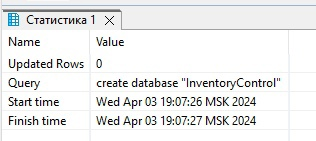 Статистика 1
Name Value
Updated Rows 0
Query create database "InventoryControl"
Start time Wed Apr 03 19:07:26 MSK 2024
Finish time Wed Apr 03 19:07:27 MSK 2024